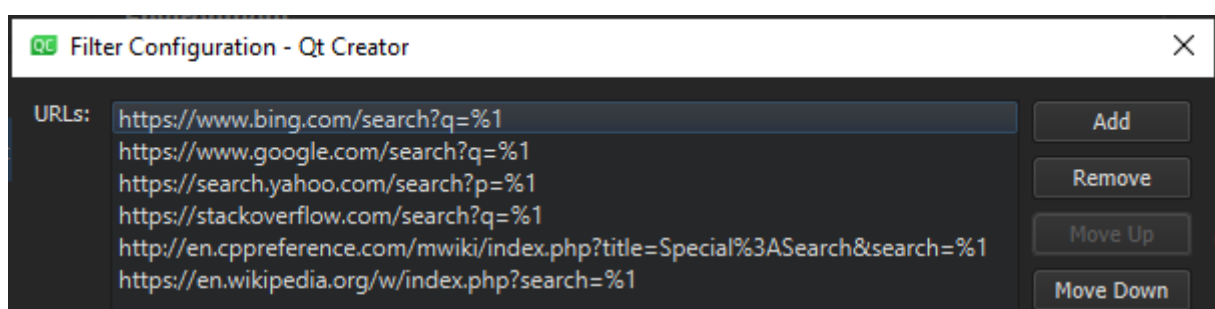 QC Filter Configuration - Qt Creator
URLs:
https://www.bing.com/search?q=%1
Add
https://www.google.com/search?q=%1
https://search.yahoo.com/search?p=%1
Remove
https://stackoverflow.com/search?q=%1
http://en.cppreference.com/mwiki/index.php?title=Special%3ASearch&search=%1
Move Up
https://en.wikipedia.org/w/index.php?search=%1
Move Down